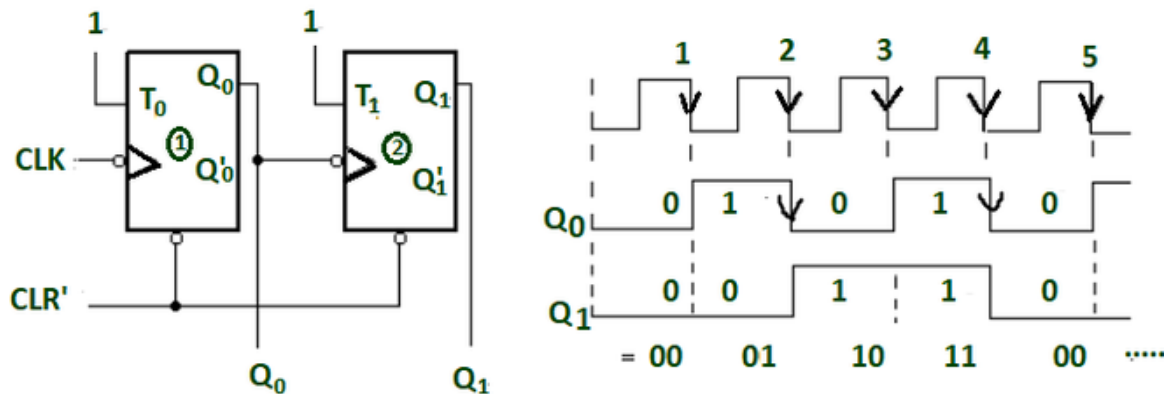 1 1
T₀ Q₀ T₁ Q₁
① ②
CLK Q'₀ Q'₁
CLR'
Q₀ Q₁
1 2 3 4 5
Q₀ 0 1 0 1 0
Q₁ 0 0 1 1 0
= 00 01 10 11 00 .....